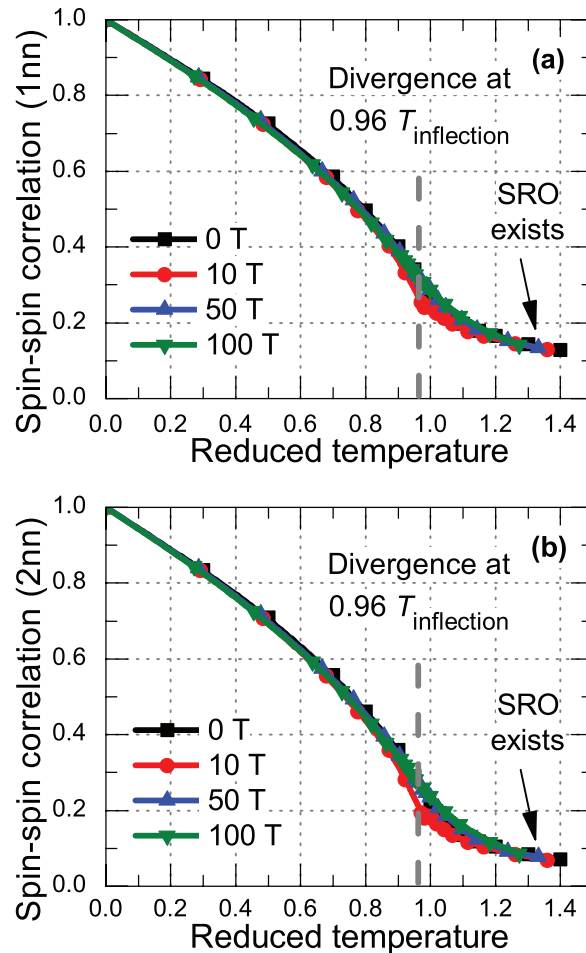 1.0
(a)
Divergence at
0.96 Tinflection
0.8
0.6
SRO
exists
0.4
0 T
10 T
50 T
100 T
0.2
0.0
0.0 0.2 0.4 0.6 0.8 1.0 1.2 1.4
Reduced temperature
Spin-spin correlation (1nn)
1.0
(b)
Divergence at
0.96 Tinflection
0.8
0.6
SRO
exists
0.4
0 T
10 T
50 T
100 T
0.2
0.0
0.0 0.2 0.4 0.6 0.8 1.0 1.2 1.4
Reduced temperature
Spin-spin correlation (2nn)